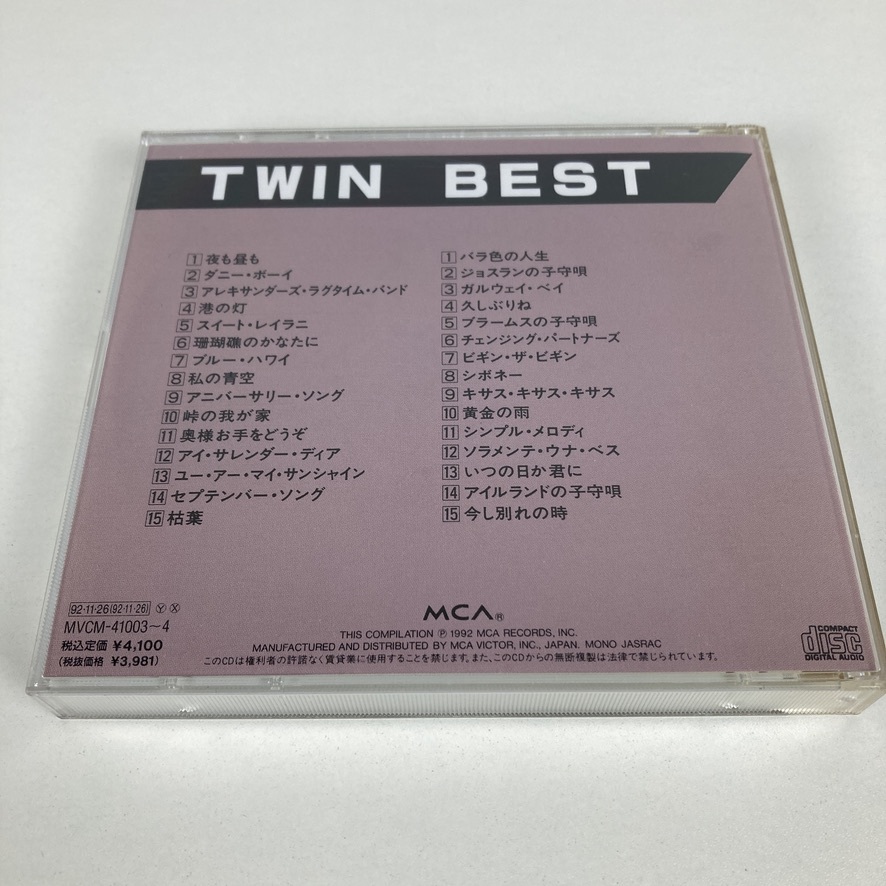 TWIN BEST
1 夜も昼も
2 ダニー・ボーイ
3 アレキサンダーズ・ラグタイム・バンド
4 港の灯
5 スイート・レイラニ
6 珊瑚礁のかなたに
7 ブルー・ハワイ
8 私の青空
9 アニバーサリー・ソング
10 峠の我が家
11 奥様お手をどうぞ
12 アイ・サレンダー・ディア
13 ユー・アー・マイ・サンシャイン
14 セプテンバー・ソング
15 枯葉
1 バラ色の人生
2 ジョスランの子守唄
3 ガルウェイ・ベイ
4 久しぶりね
5 ブラームスの子守唄
6 チェンジング・パートナーズ
7 ビギン・ザ・ビギン
8 シボネー
9 キサス・キサス・キサス
10 黄金の雨
11 シンプル・メロディ
12 ソラメンテ・ウナ・ベス
13 いつの日か君に
14 アイルランドの子守唄
15 今し別れの時
92・11・26(92・11・26) Ⓨ Ⓧ
MVCM-41003～4
税込定価 ¥4,100
(税抜価格 ¥3,981)
MCA®
THIS COMPILATION Ⓟ 1992 MCA RECORDS, INC.
MANUFACTURED AND DISTRIBUTED BY MCA VICTOR, INC., JAPAN. MONO JASRAC
このCDは権利者の許諾なく賃貸業に使用することを禁じます。また、このCDからの無断複製は法律で禁じられています。
COMPACT
disc
DIGITAL AUDIO